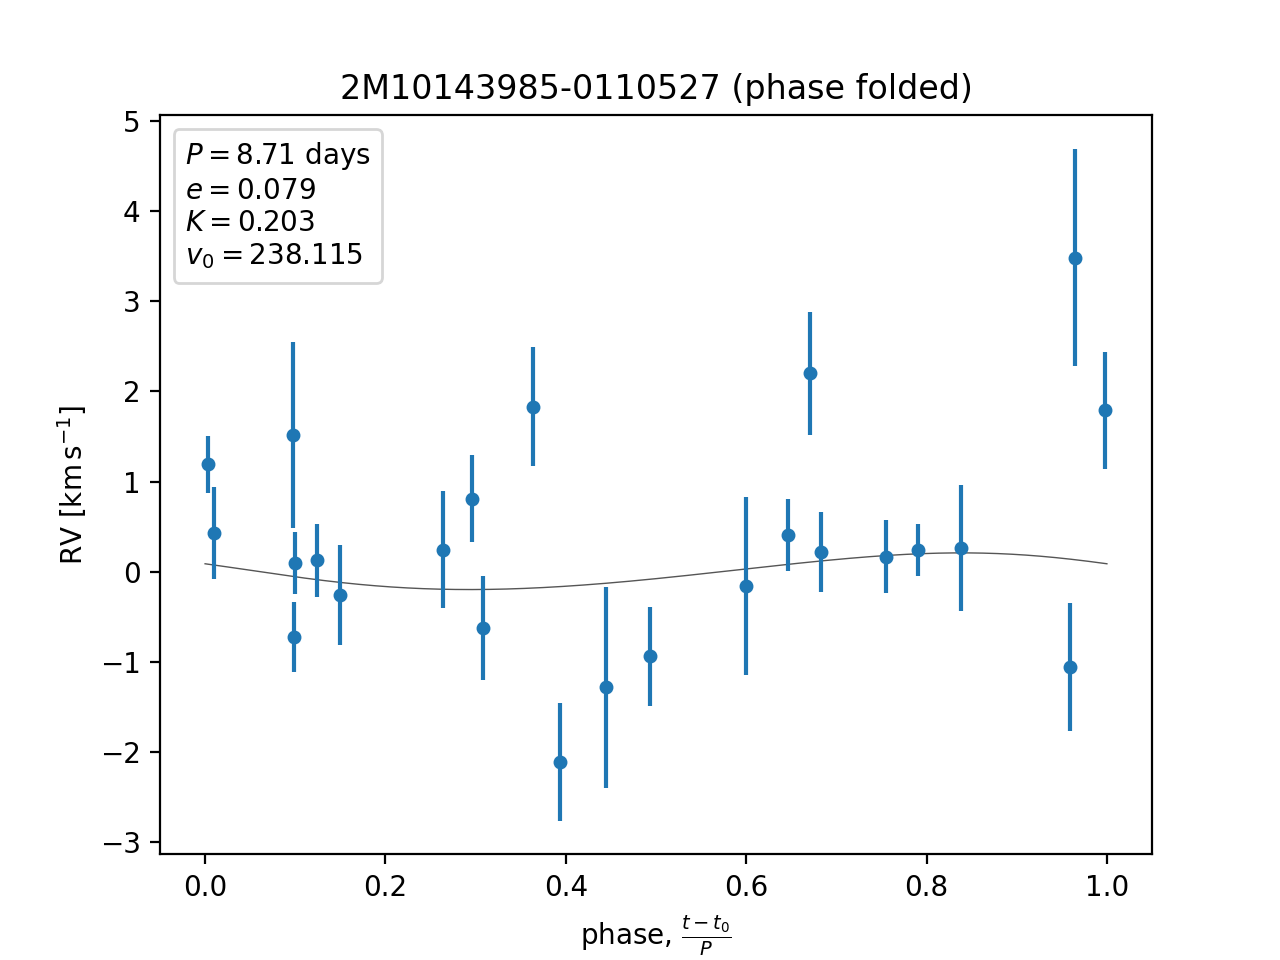 2M10143985-0110527 (phase folded)
P = 8.71 days
e = 0.079
K = 0.203
v₀ = 238.115
5
4
3
2
1
0
−1
−2
−3
RV [km s⁻¹]
0.0 0.2 0.4 0.6 0.8 1.0
phase, (t − t₀)/P